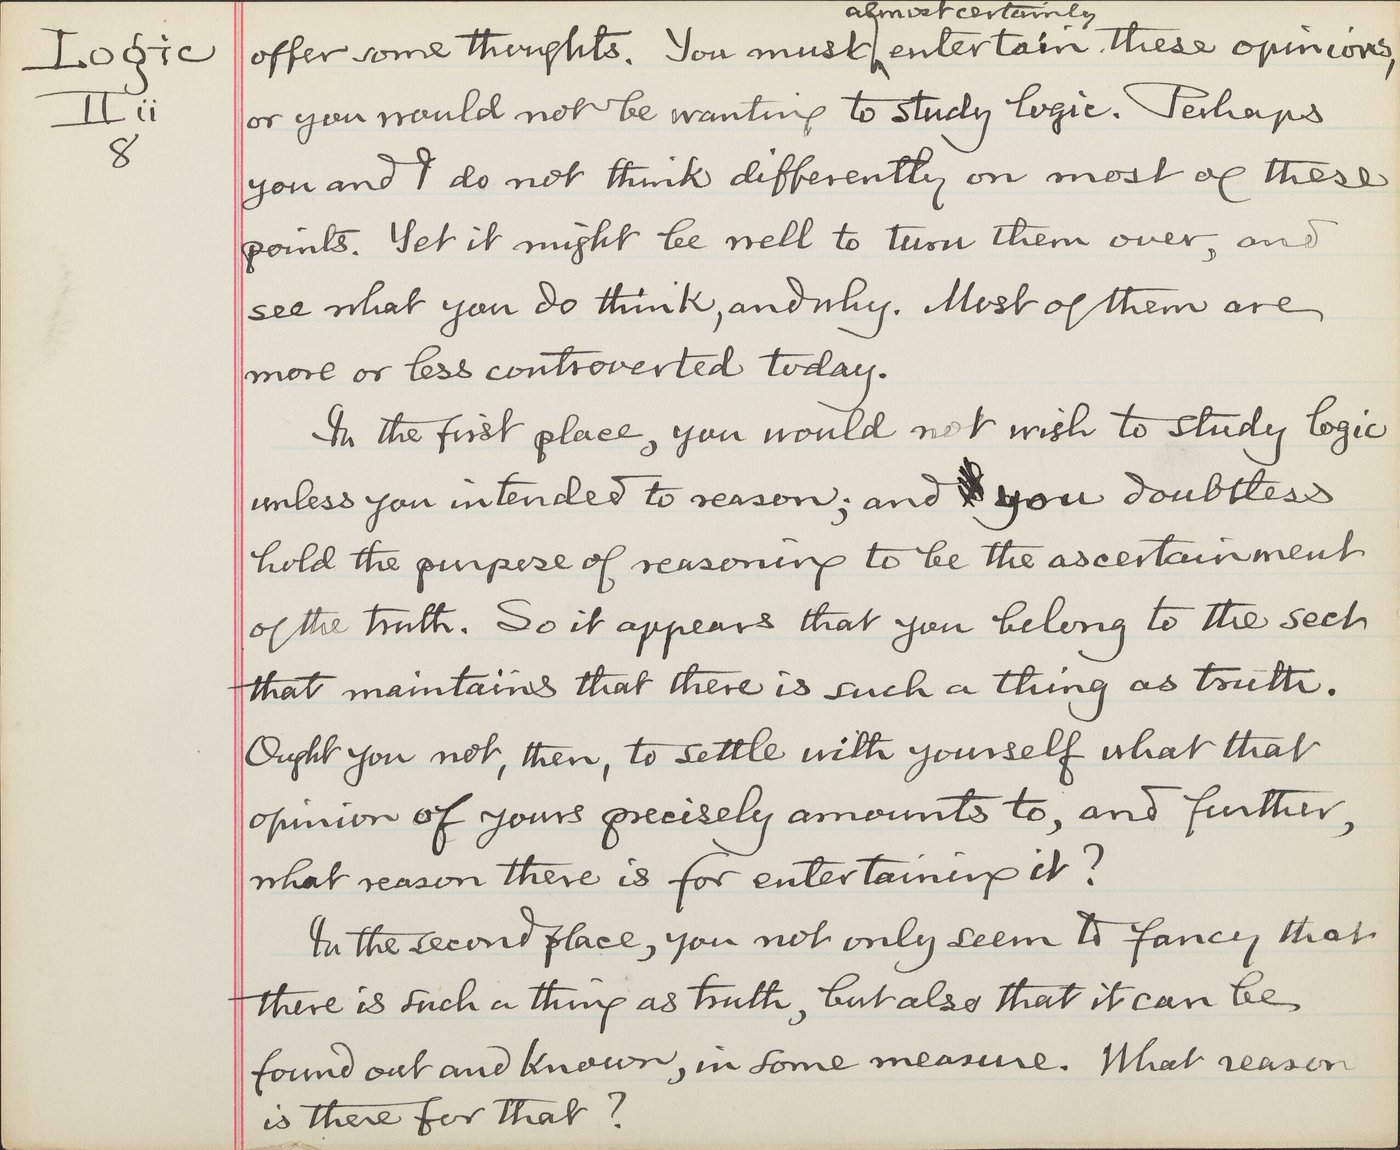 Logic
II ii
8
almost certainly
offer some thoughts. You must entertain these opinions,
or you would not be wanting to study logic. Perhaps
you and I do not think differently on most of these
points. Yet it might be well to turn them over, and
see what you do think, and why. Most of them are
more or less controverted today.
In the first place, you would not wish to study logic
unless you intended to reason; and you doubtless
hold the purpose of reasoning to be the ascertainment
of the truth. So it appears that you belong to the sect
that maintains that there is such a thing as truth.
Ought you not, then, to settle with yourself what that
opinion of yours precisely amounts to, and further,
what reason there is for entertaining it?
In the second place, you not only seem to fancy that
there is such a thing as truth, but also that it can be
found out and known, in some measure. What reason
is there for that?